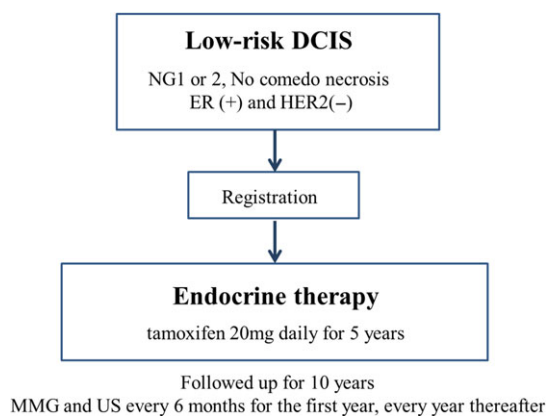 Low-risk DCIS
NG1 or 2, No comedo necrosis
ER (+) and HER2(−)
Registration
Endocrine therapy
tamoxifen 20mg daily for 5 years
Followed up for 10 years
MMG and US every 6 months for the first year, every year thereafter